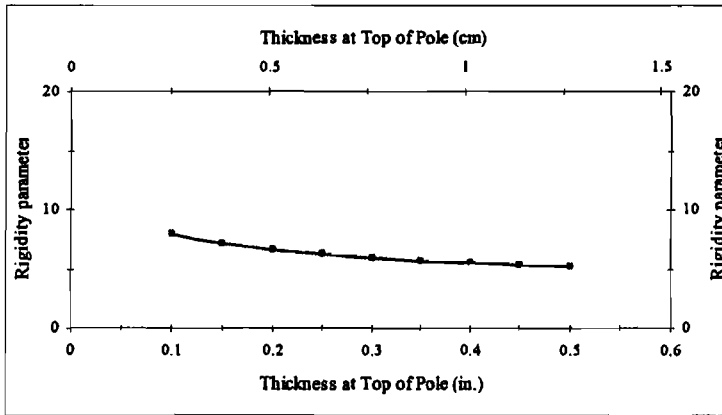 Thickness at Top of Pole (cm)
0 0.5 1 1.5
20 20
Rigidity parameter
Rigidity parameter
10 10
0 0
0 0.1 0.2 0.3 0.4 0.5 0.6
Thickness at Top of Pole (in.)